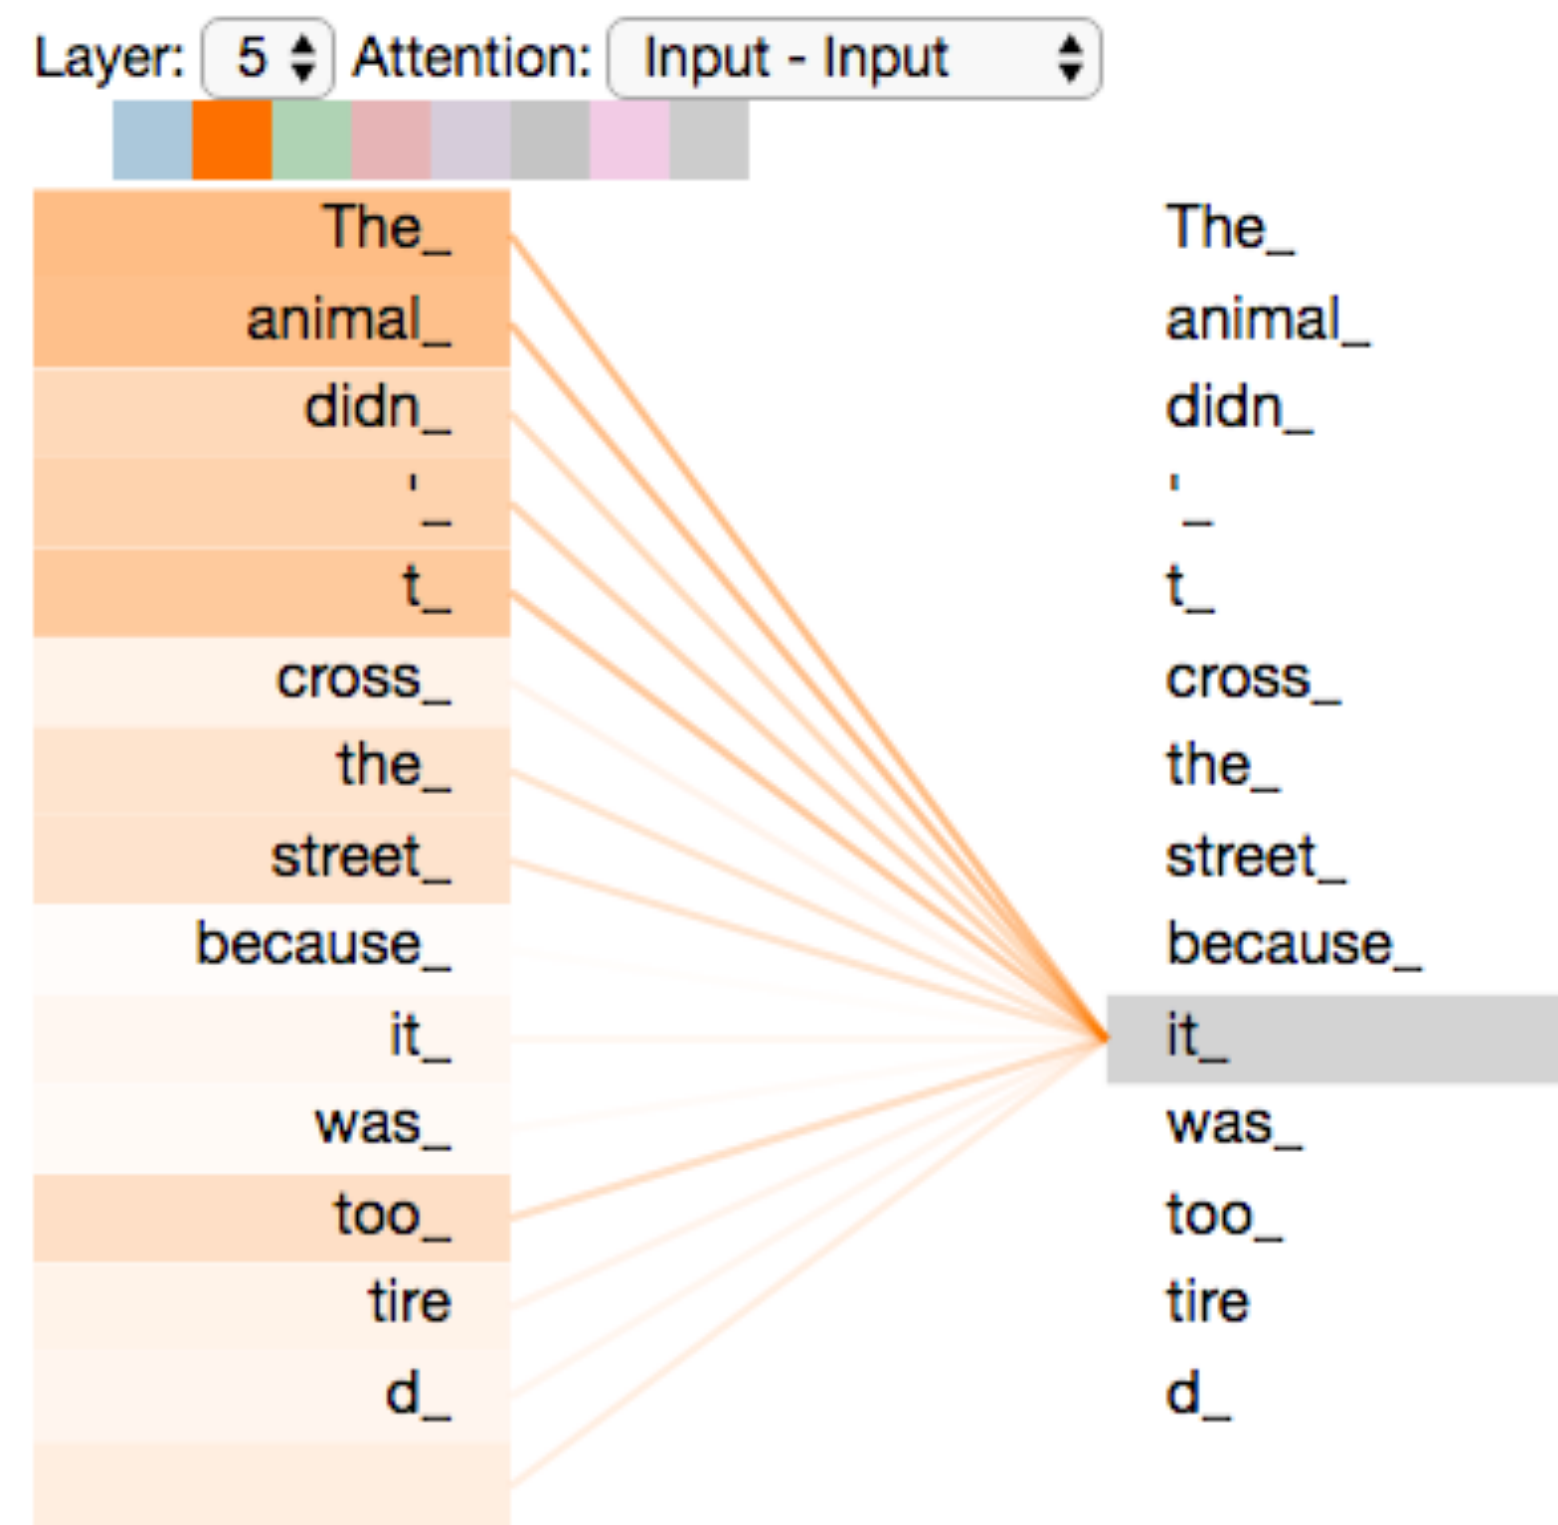 Layer: 5 Attention: Input - Input
The_ The_
animal_ animal_
didn_ didn_
'_ '_
t_ t_
cross_ cross_
the_ the_
street_ street_
because_ because_
it_ it_
was_ was_
too_ too_
tire tire
d_ d_